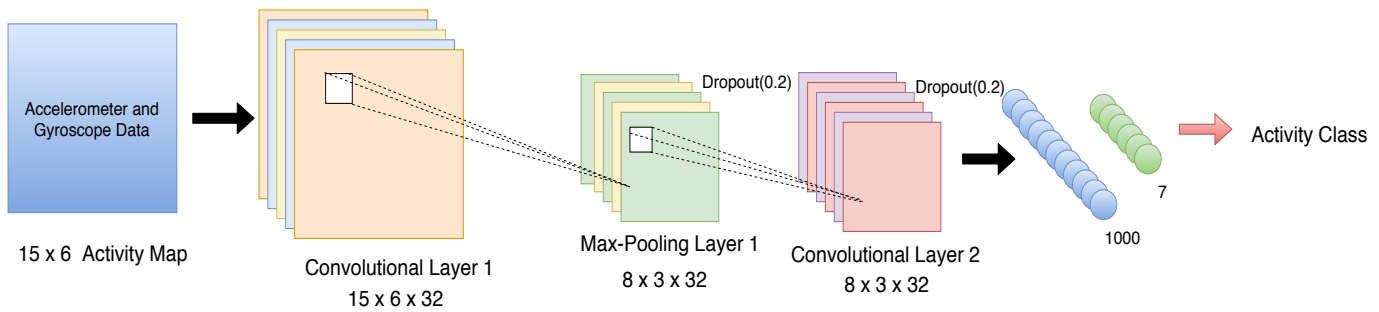 Accelerometer and
Gyroscope Data
15 x 6 Activity Map
Convolutional Layer 1
15 x 6 x 32
Max-Pooling Layer 1
8 x 3 x 32
Dropout(0.2)
Convolutional Layer 2
8 x 3 x 32
Dropout(0.2)
1000
7
Activity Class